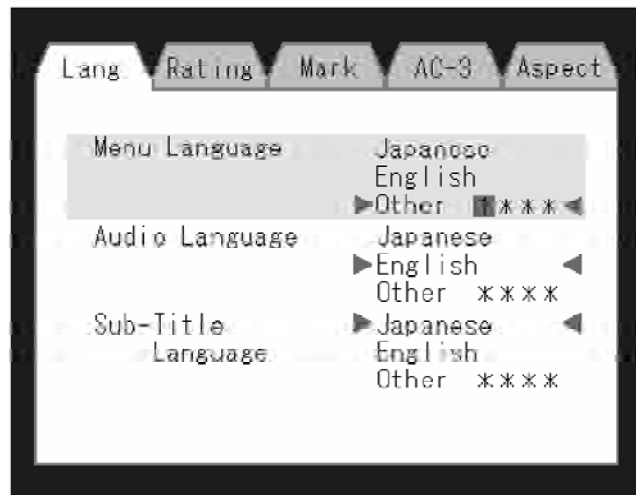 Lang Rating Mark AC-3 Aspect
Menu Language Japanese
English
▶Other 1***◀
Audio Language Japanese
▶English ◀
Other ****
Sub-Title ▶Japanese ◀
Language English
Other ****